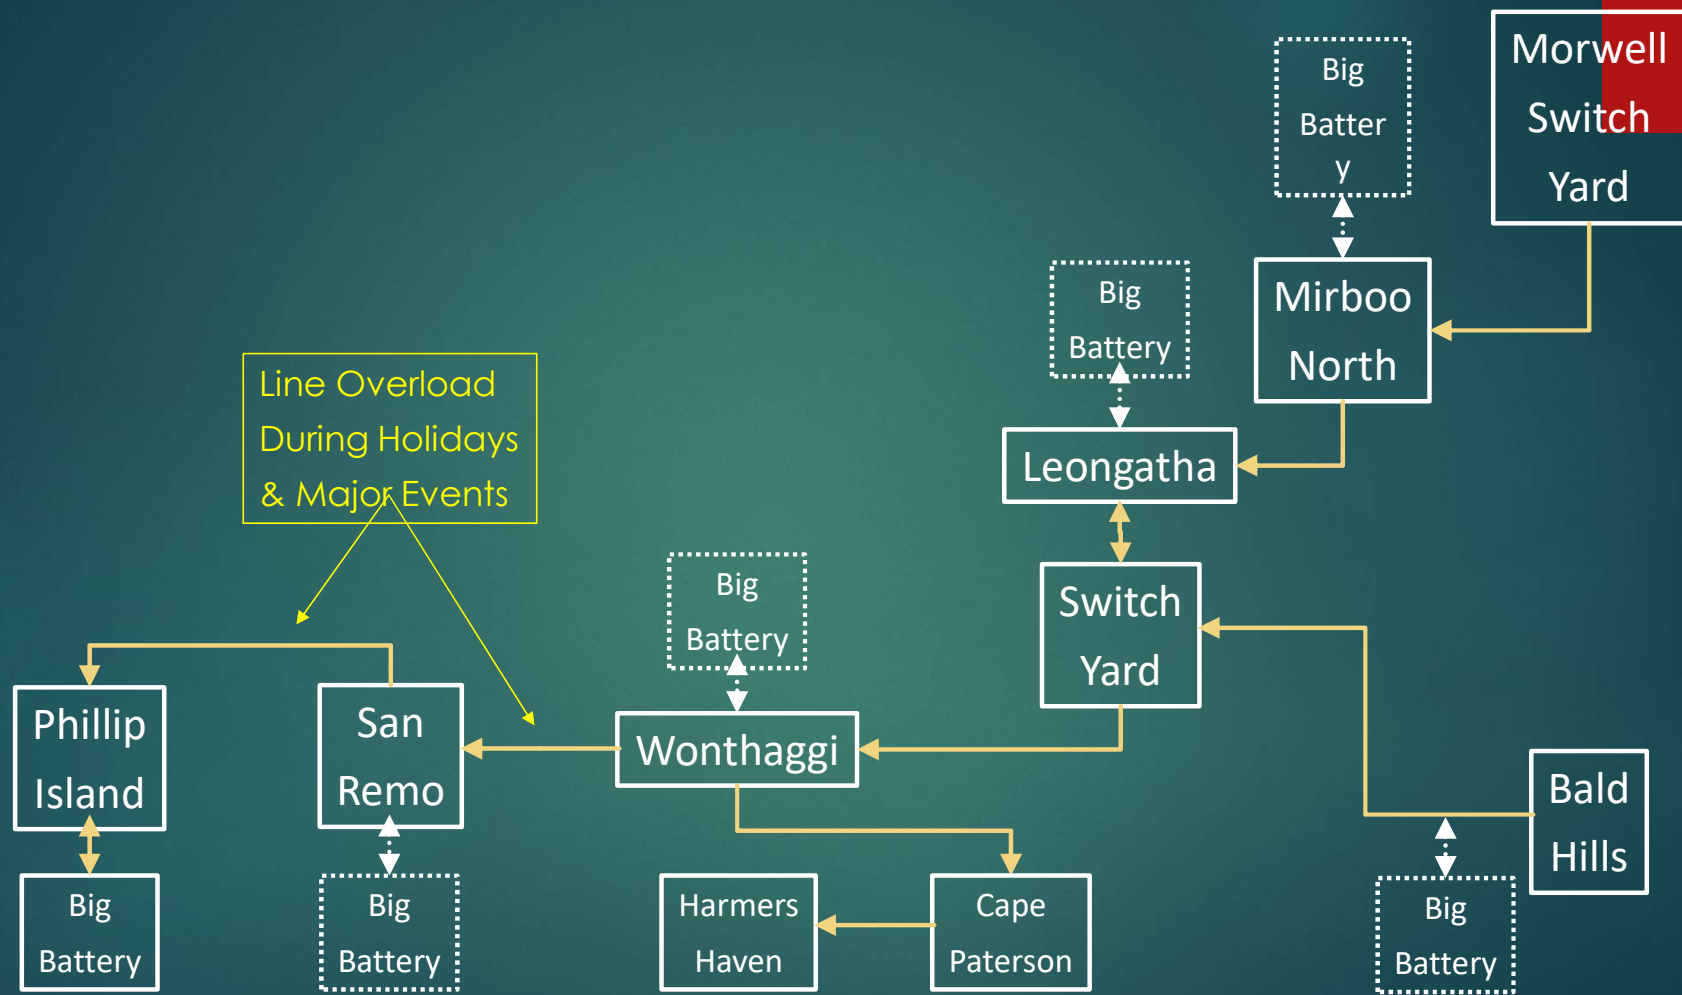 Morwell
Switch
Yard
Big
Batter
y
Mirboo
North
Big
Battery
Leongatha
Line Overload
During Holidays
& Major Events
Switch
Yard
Big
Battery
Wonthaggi
San
Remo
Phillip
Island
Bald
Hills
Big
Battery
Big
Battery
Harmers
Haven
Cape
Paterson
Big
Battery